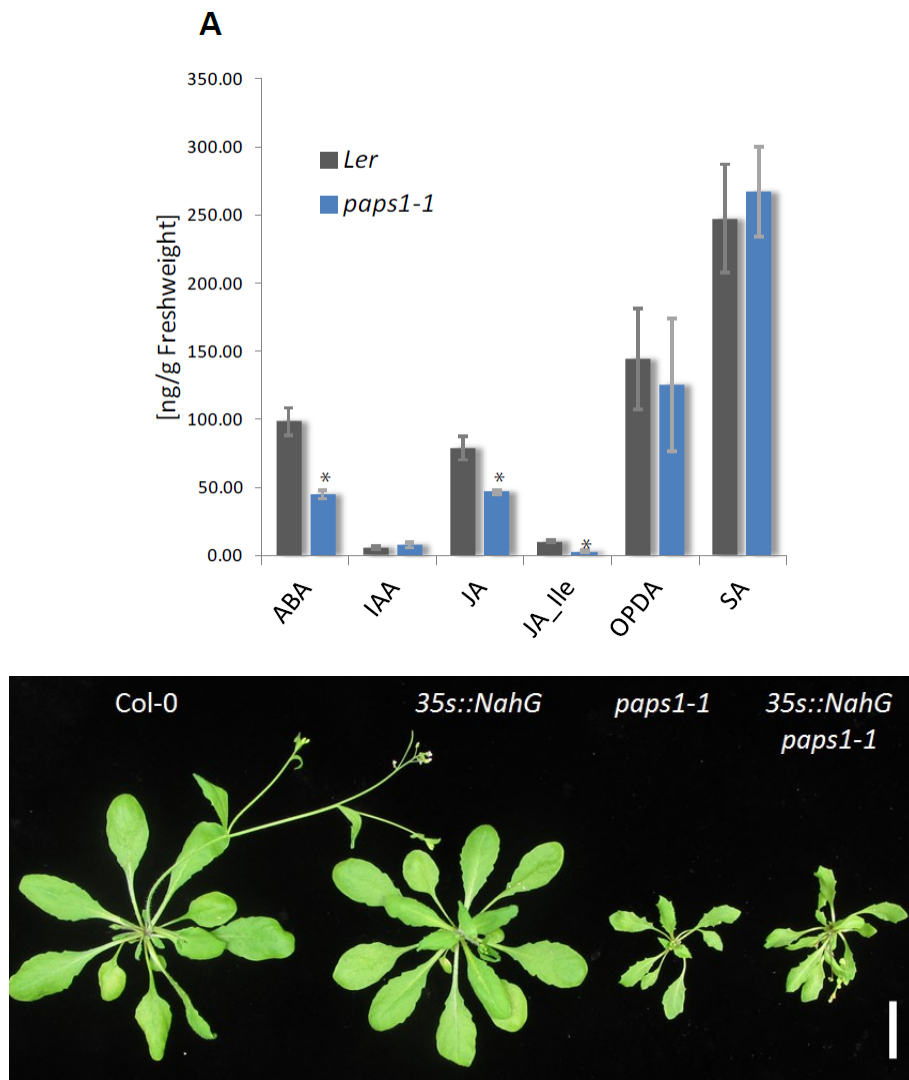 A
350.00
300.00
250.00
200.00
150.00
100.00
50.00
0.00
[ng/g Freshweight]
Ler
paps1-1
*
*
*
ABA
IAA
JA
JA_Ile
OPDA
SA
Col-0
35s::NahG
paps1-1
35s::NahG
paps1-1